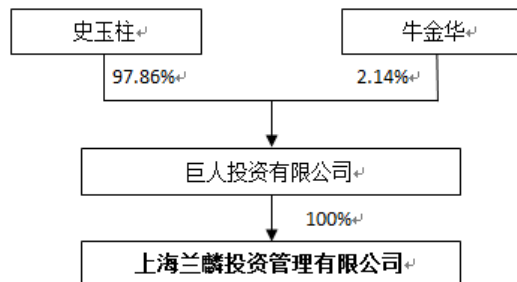 史玉柱
牛金华
97.86%
2.14%
巨人投资有限公司
100%
上海兰麟投资管理有限公司